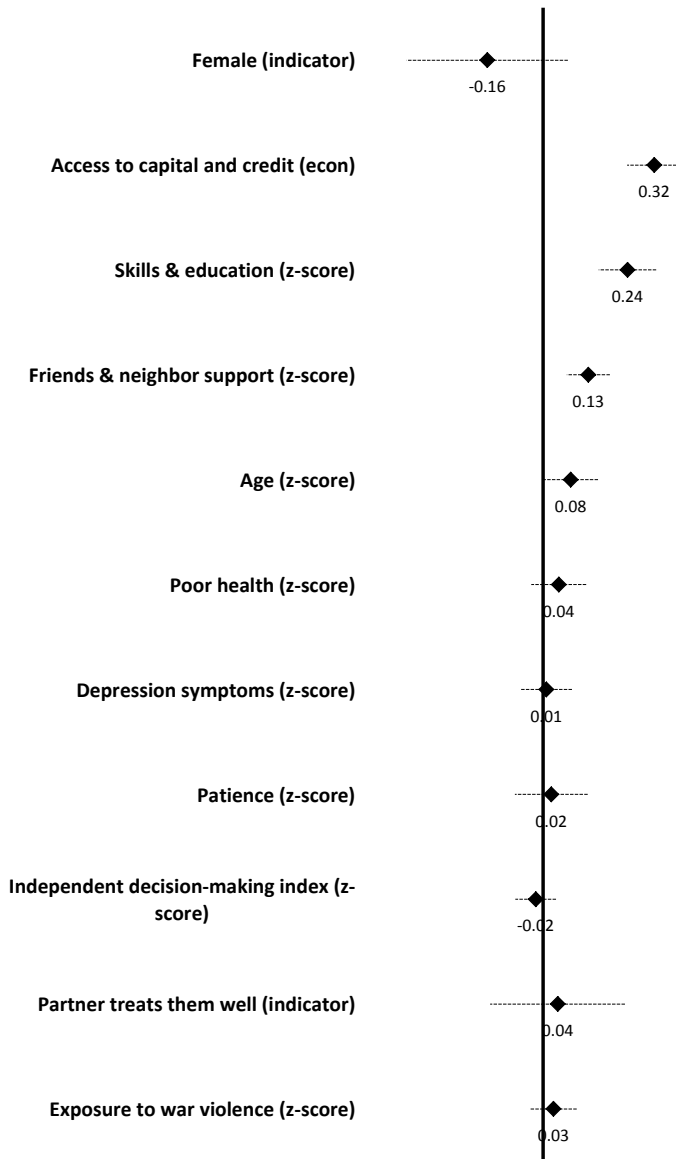 Female (indicator)
-0.16
Access to capital and credit (econ)
0.32
Skills & education (z-score)
0.24
Friends & neighbor support (z-score)
0.13
Age (z-score)
0.08
Poor health (z-score)
0.04
Depression symptoms (z-score)
0.01
Patience (z-score)
0.02
Independent decision-making index (z-
score)
-0.02
Partner treats them well (indicator)
0.04
Exposure to war violence (z-score)
0.03